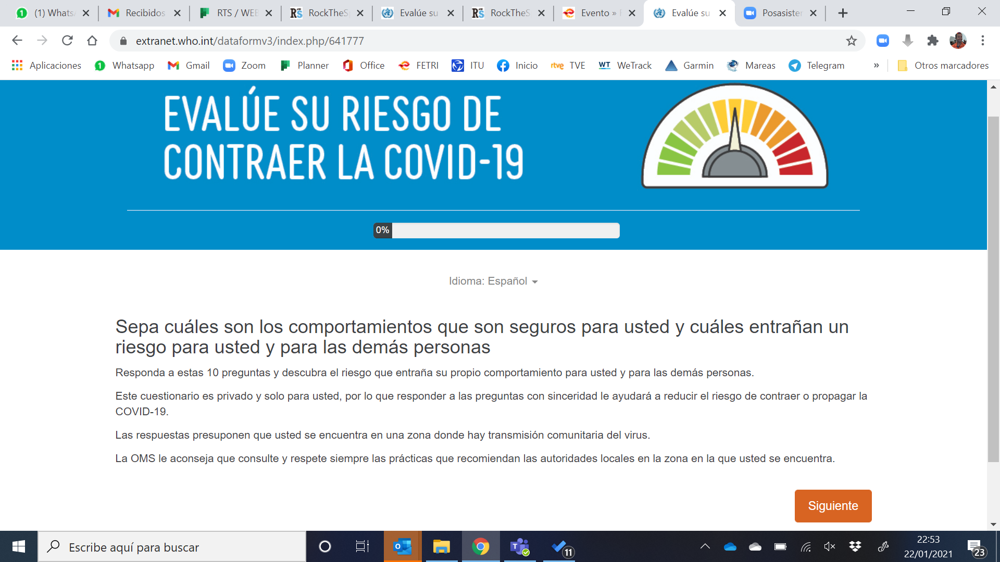 (1) Whats
Recibidos
RTS / WEB
RockTheS
Evalúe su
RockTheS
Evento »
Evalúe su
Posasister
extranet.who.int/dataformv3/index.php/641777
Aplicaciones
Whatsapp
Gmail
Zoom
Planner
Office
FETRI
ITU
Inicio
rtve TVE
WT WeTrack
Garmin
Mareas
Telegram
»
Otros marcadores
EVALÚE SU RIESGO DE
CONTRAER LA COVID-19
0%
Idioma: Español
Sepa cuáles son los comportamientos que son seguros para usted y cuáles entrañan un
riesgo para usted y para las demás personas
Responda a estas 10 preguntas y descubra el riesgo que entraña su propio comportamiento para usted y para las demás personas.
Este cuestionario es privado y solo para usted, por lo que responder a las preguntas con sinceridad le ayudará a reducir el riesgo de contraer o propagar la
COVID-19.
Las respuestas presuponen que usted se encuentra en una zona donde hay transmisión comunitaria del virus.
La OMS le aconseja que consulte y respete siempre las prácticas que recomiendan las autoridades locales en la zona en la que usted se encuentra.
Siguiente
Escribe aquí para buscar
11
22:53
22/01/2021
23